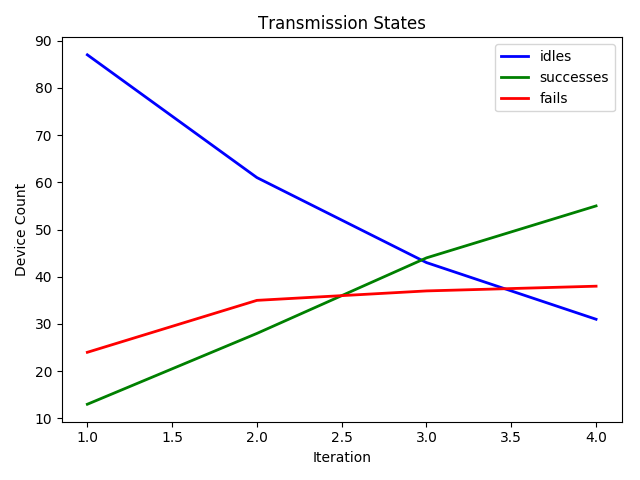 Transmission States
idles
successes
fails
Device Count
90
80
70
60
50
40
30
20
10
1.0 1.5 2.0 2.5 3.0 3.5 4.0
Iteration